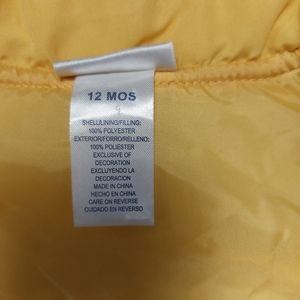 12 MOS
SHELL/LINING/FILLING:
100% POLYESTER
EXTERIOR/FORRO/RELLENO:
100% POLIESTER
EXCLUSIVE OF
DECORATION
EXCLUYENDO LA
DECORACION
MADE IN CHINA
HECHO EN CHINA
CARE ON REVERSE
CUIDADO EN REVERSO